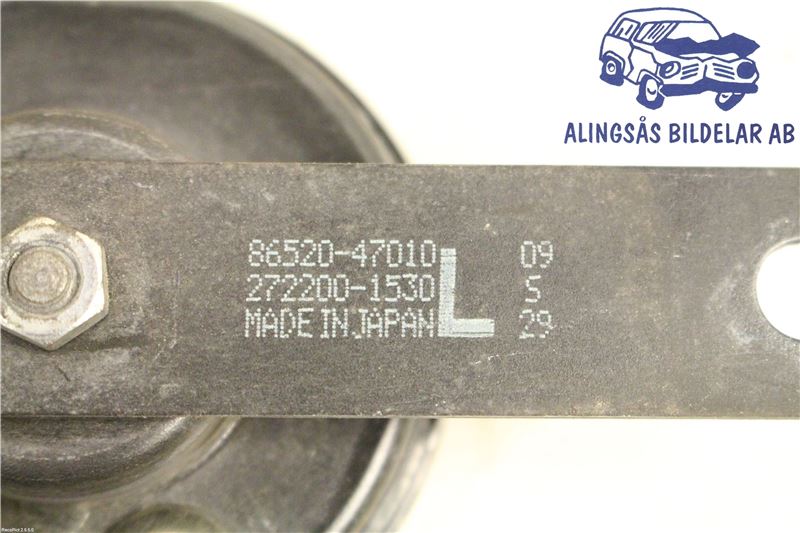 ALINGSÅS BILDELAR AB
86520-47010 L 09
272200-1530 5
MADE IN JAPAN 29